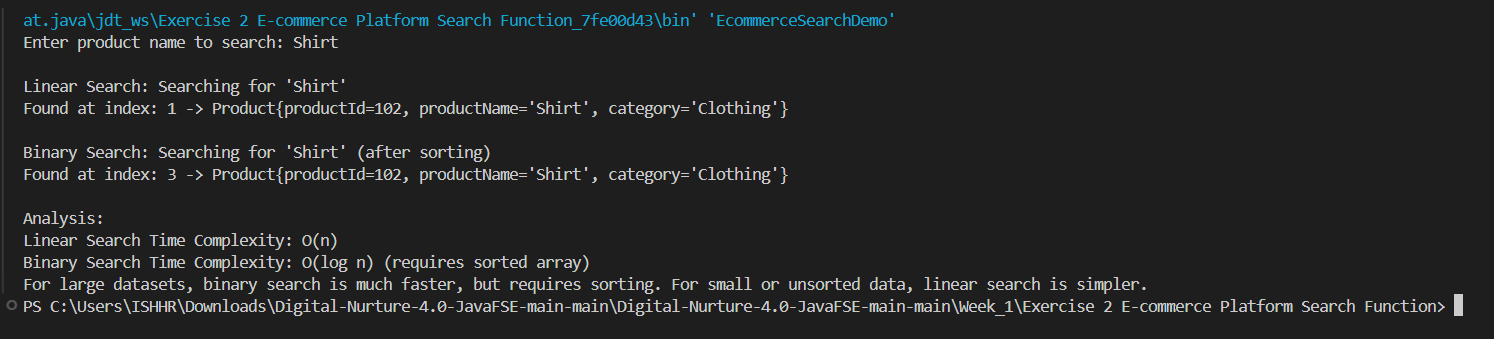 at.java\jdt_ws\Exercise 2 E-commerce Platform Search Function_7fe00d43\bin' 'EcommerceSearchDemo'
Enter product name to search: Shirt
Linear Search: Searching for 'Shirt'
Found at index: 1 -> Product{productId=102, productName='Shirt', category='Clothing'}
Binary Search: Searching for 'Shirt' (after sorting)
Found at index: 3 -> Product{productId=102, productName='Shirt', category='Clothing'}
Analysis:
Linear Search Time Complexity: O(n)
Binary Search Time Complexity: O(log n) (requires sorted array)
For large datasets, binary search is much faster, but requires sorting. For small or unsorted data, linear search is simpler.
PS C:\Users\ISHHR\Downloads\Digital-Nurture-4.0-JavaFSE-main-main\Digital-Nurture-4.0-JavaFSE-main-main\Week_1\Exercise 2 E-commerce Platform Search Function>